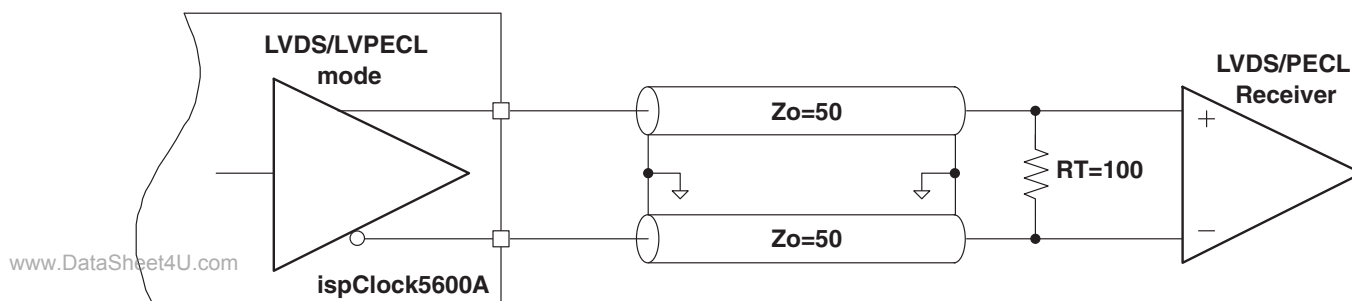 LVDS/LVPECL
mode
LVDS/PECL
Receiver
Zo=50
+
RT=100
Zo=50
−
www.DataSheet4U.com
ispClock5600A